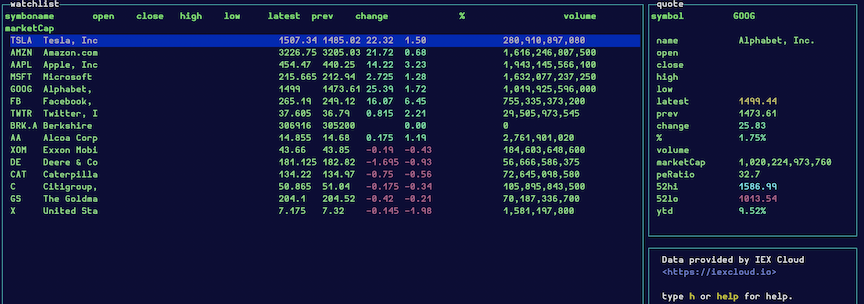 watchlist
symboname open close high low latest prev change % volume
marketCap
TSLA Tesla, Inc 1507.34 1485.02 22.32 1.50 280,910,897,080
AMZN Amazon.com 3226.75 3205.03 21.72 0.68 1,616,246,807,500
AAPL Apple, Inc 454.47 440.25 14.22 3.23 1,943,145,566,100
MSFT Microsoft 215.665 212.94 2.725 1.28 1,632,077,237,250
GOOG Alphabet, 1499 1473.61 25.39 1.72 1,019,925,596,000
FB Facebook, 265.19 249.12 16.07 6.45 755,335,373,200
TWTR Twitter, I 37.605 36.79 0.815 2.21 29,505,973,545
BRK.A Berkshire 306916 305200 0.00 0
AA Alcoa Corp 14.855 14.68 0.175 1.19 2,761,901,020
XOM Exxon Mobi 43.66 43.85 -0.19 -0.43 184,603,648,600
DE Deere & Co 181.125 182.82 -1.695 -0.93 56,666,586,375
CAT Caterpilla 134.22 134.97 -0.75 -0.56 72,645,098,580
C Citigroup, 50.865 51.04 -0.175 -0.34 105,895,843,500
GS The Goldma 204.1 204.52 -0.42 -0.21 70,187,336,700
X United Sta 7.175 7.32 -0.145 -1.98 1,581,197,800
quote
symbol GOOG
name Alphabet, Inc.
open
close
high
low
latest 1499.44
prev 1473.61
change 25.83
% 1.75%
volume
marketCap 1,020,224,973,760
peRatio 32.7
52hi 1586.99
52lo 1013.54
ytd 9.52%
Data provided by IEX Cloud
<https://iexcloud.io>
type h or help for help.